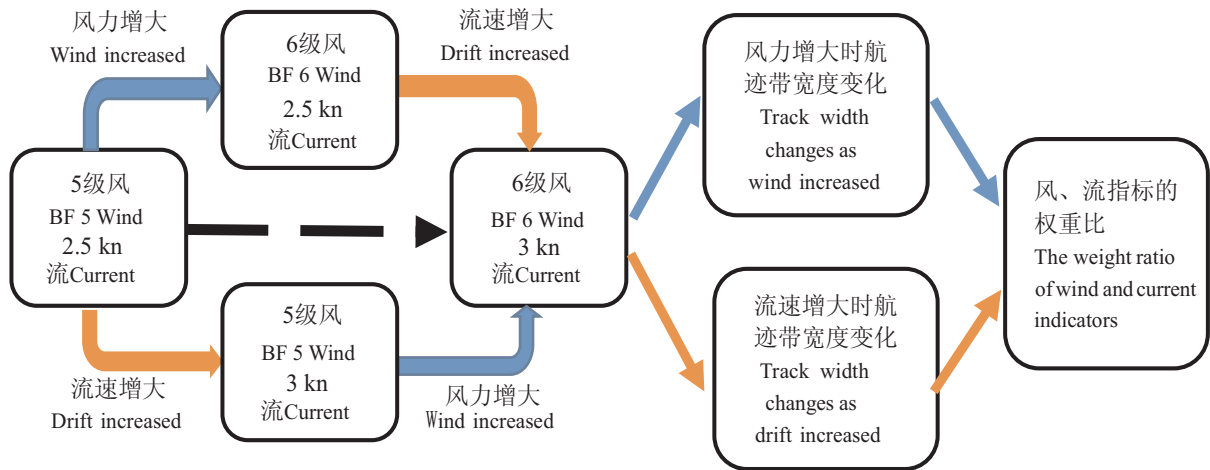 风力增大
Wind increased
6级风
BF 6 Wind
2.5 kn
流Current
流速增大
Drift increased
5级风
BF 5 Wind
2.5 kn
流Current
6级风
BF 6 Wind
3 kn
流Current
流速增大
Drift increased
5级风
BF 5 Wind
3 kn
流Current
风力增大
Wind increased
风力增大时航
迹带宽度变化
Track width
changes as
wind increased
流速增大时航
迹带宽度变化
Track width
changes as
drift increased
风、流指标的
权重比
The weight ratio
of wind and current
indicators